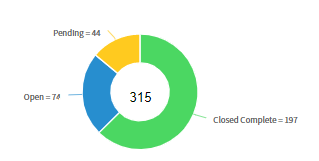 Pending = 44
Open = 74
315
Closed Complete = 197